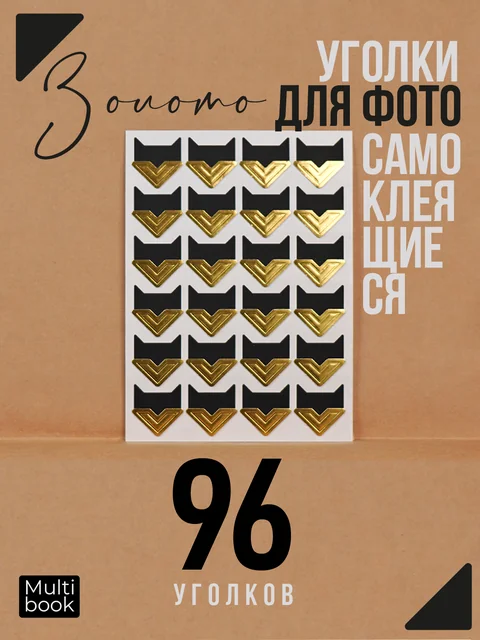 УГОЛКИ
Золото ДЛЯ ФОТО
САМО
КЛЕЯ
ЩИЕ
СЯ
96
УГОЛКОВ
Multi
book